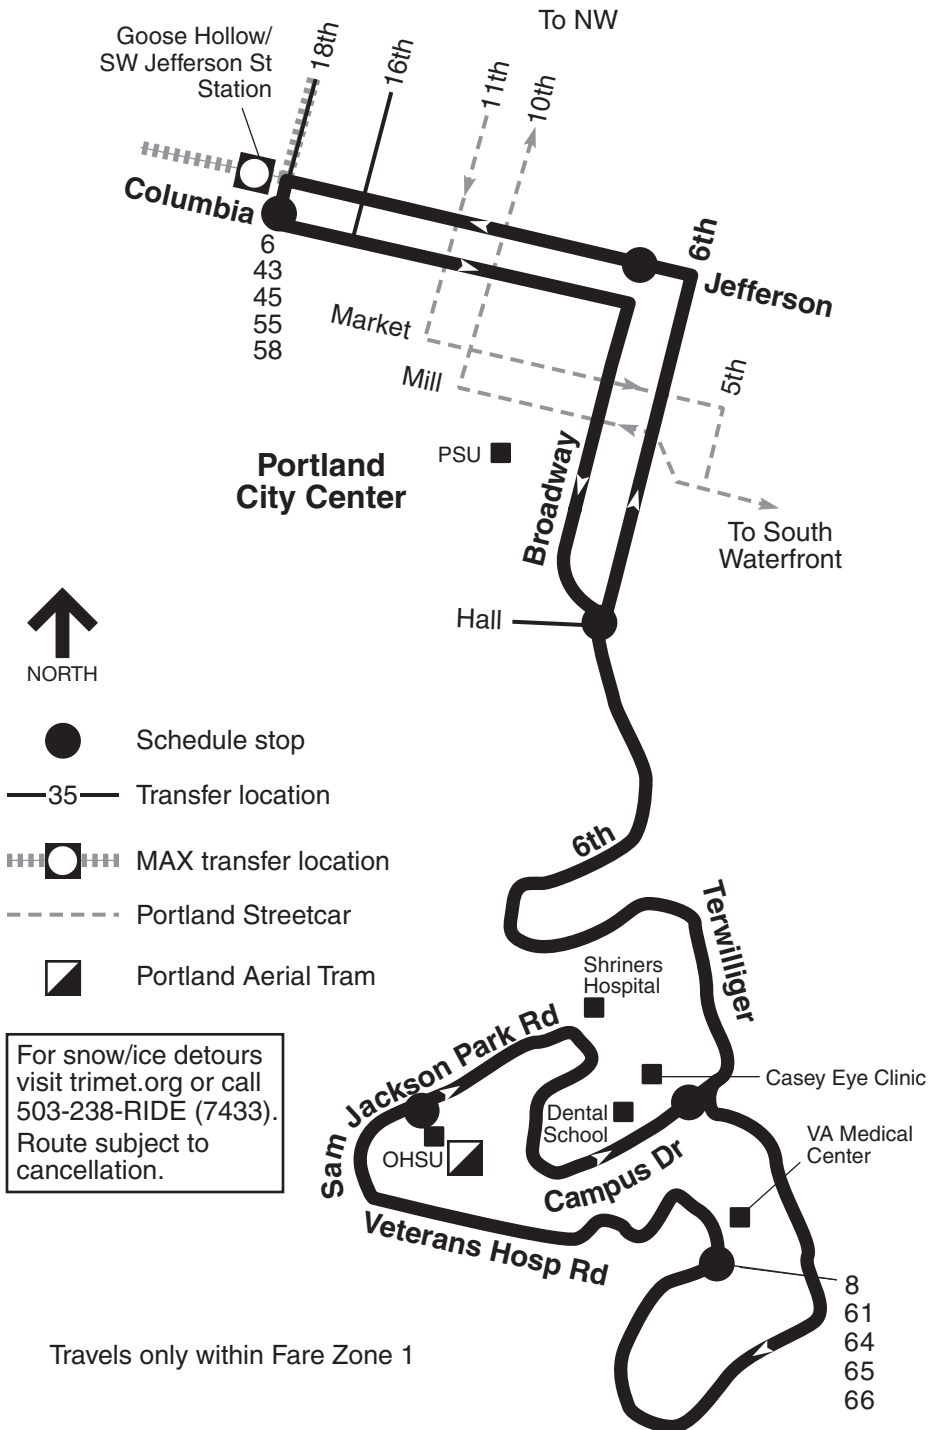 To NW
Goose Hollow/
SW Jefferson St
Station
18th
16th
11th
10th
Columbia
6
43
45
55
58
6th
Jefferson
Market
Mill
5th
PSU
Portland
City Center
Broadway
To South
Waterfront
Hall
NORTH
Schedule stop
35
Transfer location
MAX transfer location
Portland Streetcar
Portland Aerial Tram
6th
Terwilliger
Shriners
Hospital
Sam Jackson Park Rd
Casey Eye Clinic
Dental
School
VA Medical
Center
OHSU
Campus Dr
Veterans Hosp Rd
8
61
64
65
66
For snow/ice detours
visit trimet.org or call
503-238-RIDE (7433).
Route subject to
cancellation.
Travels only within Fare Zone 1